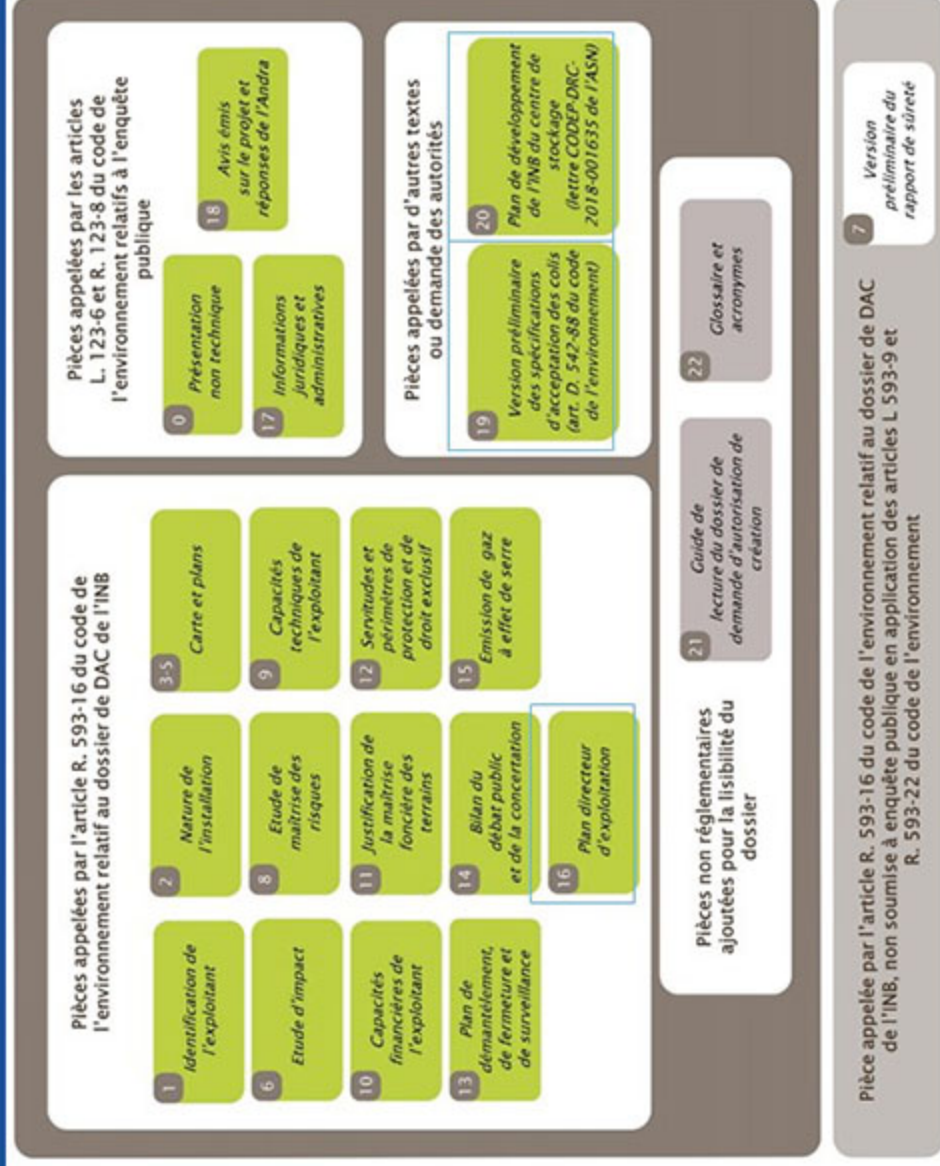 Pièces appelées par l'article R. 593-16 du code de
l'environnement relatif au dossier de DAC de l'INB
1
Identification de
l'exploitant
2
Nature de
l'installation
3-5
Carte et plans
6
Etude d'impact
8
Etude de
maîtrise des
risques
9
Capacités
techniques de
l'exploitant
10
Capacités
financières de
l'exploitant
11
Justification de
la maîtrise
foncière des
terrains
12
Servitudes et
périmètres de
protection et de
droit exclusif
13
Plan de
démantèlement,
de fermeture et
de surveillance
14
Bilan du
débat public
et de la concertation
15
Emission de gaz
à effet de serre
16
Plan directeur
d'exploitation
Pièces appelées par les articles
L. 123-6 et R. 123-8 du code de
l'environnement relatifs à l'enquête
publique
0
Présentation
non technique
18
Avis émis
sur le projet et
réponses de l'Andra
17
Informations
juridiques et
administratives
Pièces appelées par d'autres textes
ou demande des autorités
19
Version préliminaire
des spécifications
d'acceptation des colis
(art. D. 542-88 du code
de l'environnement)
20
Plan de développement
de l'INB du centre de
stockage
(lettre CODEP-DRC-
2018-001635 de l'ASN)
Pièces non réglementaires
ajoutées pour la lisibilité du
dossier
21
Guide de
lecture du dossier de
demande d'autorisation de
création
22
Glossaire et
acronymes
Pièce appelée par l'article R. 593-16 du code de l'environnement relatif au dossier de DAC
de l'INB, non soumise à enquête publique en application des articles L 593-9 et
R. 593-22 du code de l'environnement
7
Version
préliminaire du
rapport de sûreté